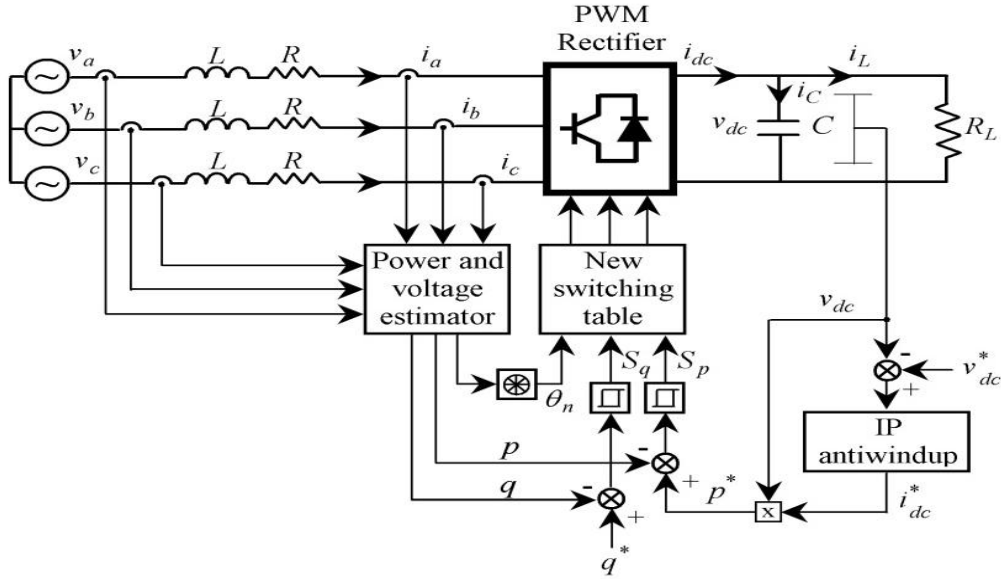 PWM
Rectifier
v_a
L
R
i_a
i_dc
i_L
v_b
L
R
i_b
i_C
v_dc
C
R_L
v_c
L
R
i_c
Power and
voltage
estimator
New
switching
table
v_dc
S_q
S_p
-
v*_dc
+
θ_n
IP
antiwindup
p
-
+
p*
i*_dc
q
-
+
x
q*